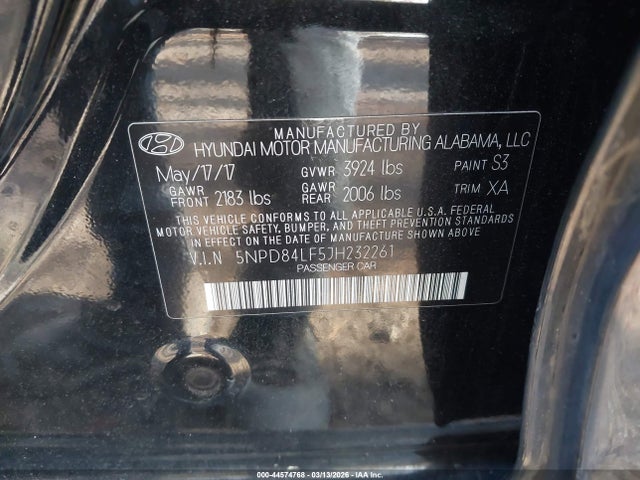 MANUFACTURED BY
HYUNDAI MOTOR MANUFACTURING ALABAMA, LLC
May/17/17 GVWR 3924 lbs PAINT S3
GAWR FRONT 2183 lbs GAWR REAR 2006 lbs TRIM XA
THIS VEHICLE CONFORMS TO ALL APPLICABLE U.S.A. FEDERAL
MOTOR VEHICLE SAFETY, BUMPER, AND THEFT PREVENTION STANDARDS
IN EFFECT ON THE DATE OF MANUFACTURE SHOWN ABOVE.
V.I.N 5NPD84LF5JH232261
PASSENGER CAR
000-44574768 - 03/13/2026 - IAA Inc.